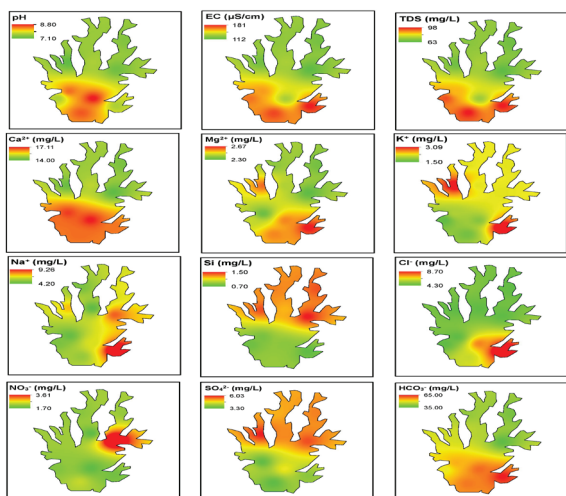 pH
8.80
7.10
EC (µS/cm)
181
112
TDS (mg/L)
98
63
Ca²⁺ (mg/L)
17.11
14.00
Mg²⁺ (mg/L)
2.67
2.30
K⁺ (mg/L)
3.09
1.50
Na⁺ (mg/L)
9.26
4.20
Si (mg/L)
1.50
0.70
Cl⁻ (mg/L)
8.70
4.30
NO₃⁻ (mg/L)
3.61
1.70
SO₄²⁻ (mg/L)
6.03
3.30
HCO₃⁻ (mg/L)
65.00
35.00